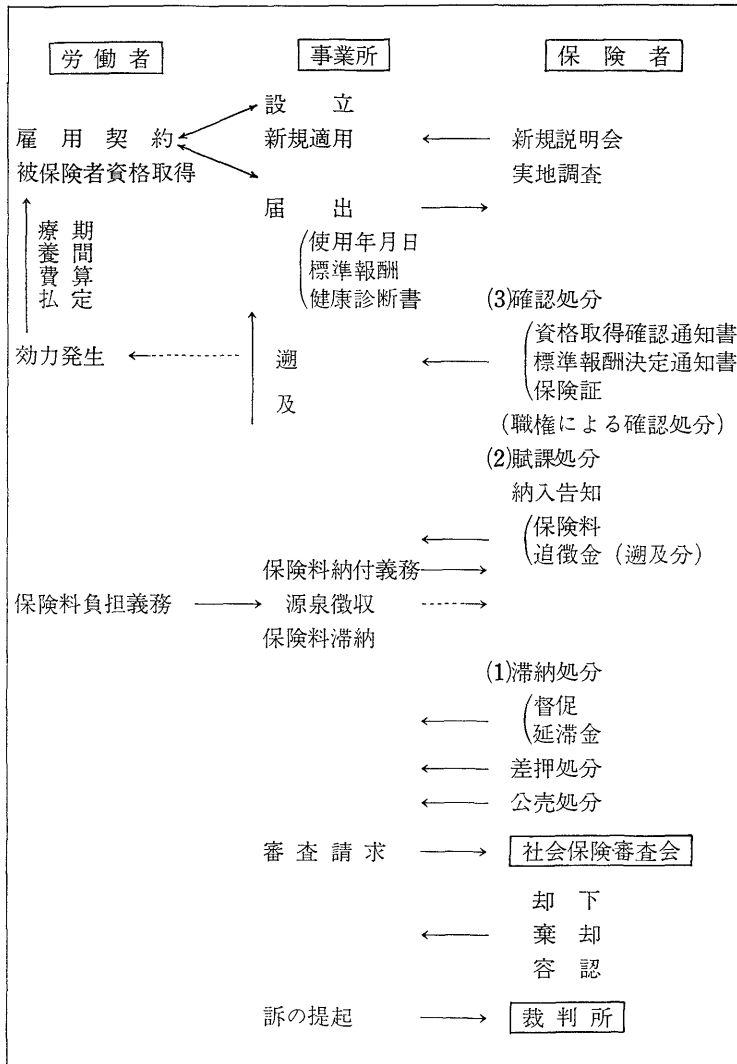 労働者 事業所 保険者
設立
雇用契約 新規適用 新規説明会
被保険者資格取得 実地調査
届出
療養費払
期間算定
使用年月日
標準報酬
健康診断書
(3)確認処分
資格取得確認通知書
効力発生 遡及 標準報酬決定通知書
保険証
(職権による確認処分)
(2)賦課処分
納入告知
保険料
追徴金(遡及分)
保険料納付義務
保険料負担義務 源泉徴収
保険料滞納
(1)滞納処分
督促
延滞金
差押処分
公売処分
審査請求 社会保険審査会
却下
棄却
容認
訴の提起 裁判所